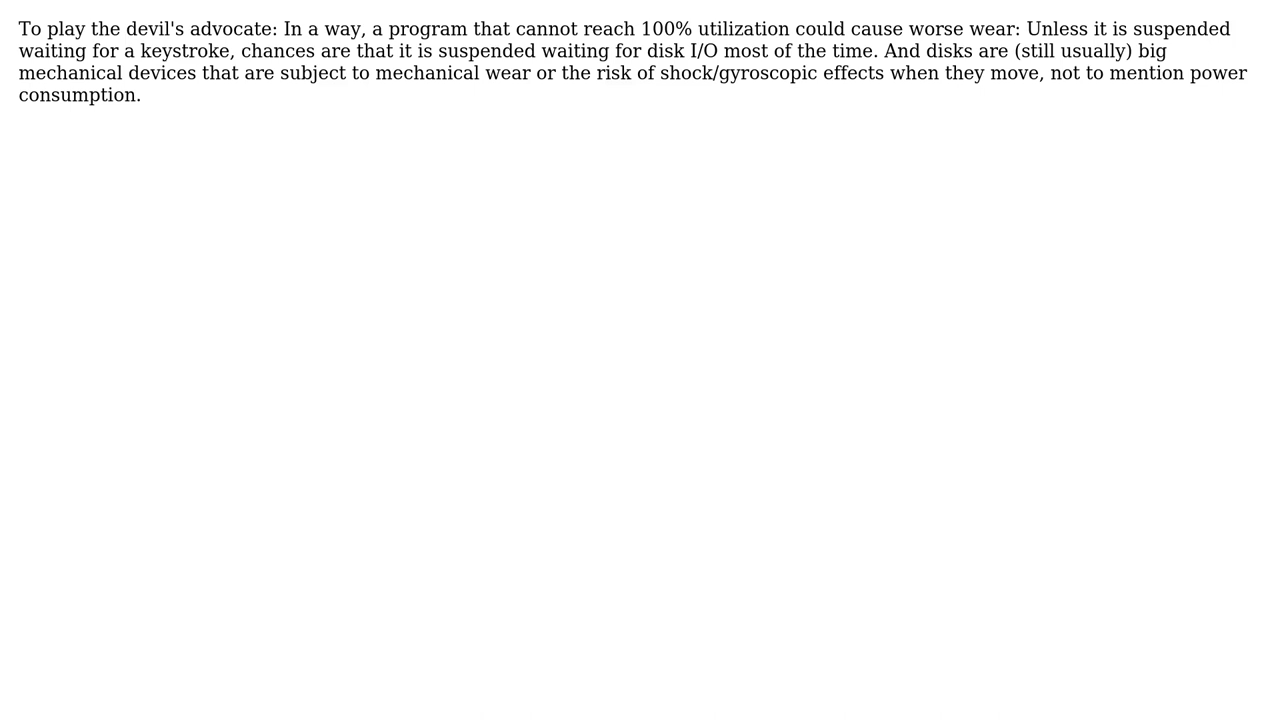 To play the devil's advocate: In a way, a program that cannot reach 100% utilization could cause worse wear: Unless it is suspended
waiting for a keystroke, chances are that it is suspended waiting for disk I/O most of the time. And disks are (still usually) big
mechanical devices that are subject to mechanical wear or the risk of shock/gyroscopic effects when they move, not to mention power
consumption.